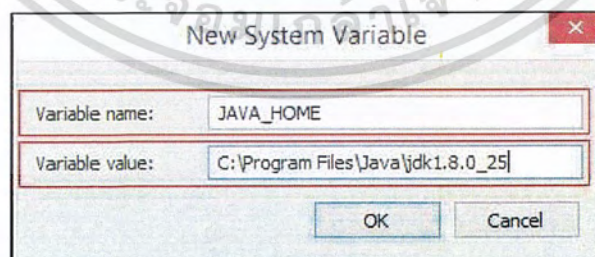 New System Variable
Variable name: JAVA_HOME
Variable value: C:\Program Files\Java\jdk1.8.0_25
OK Cancel